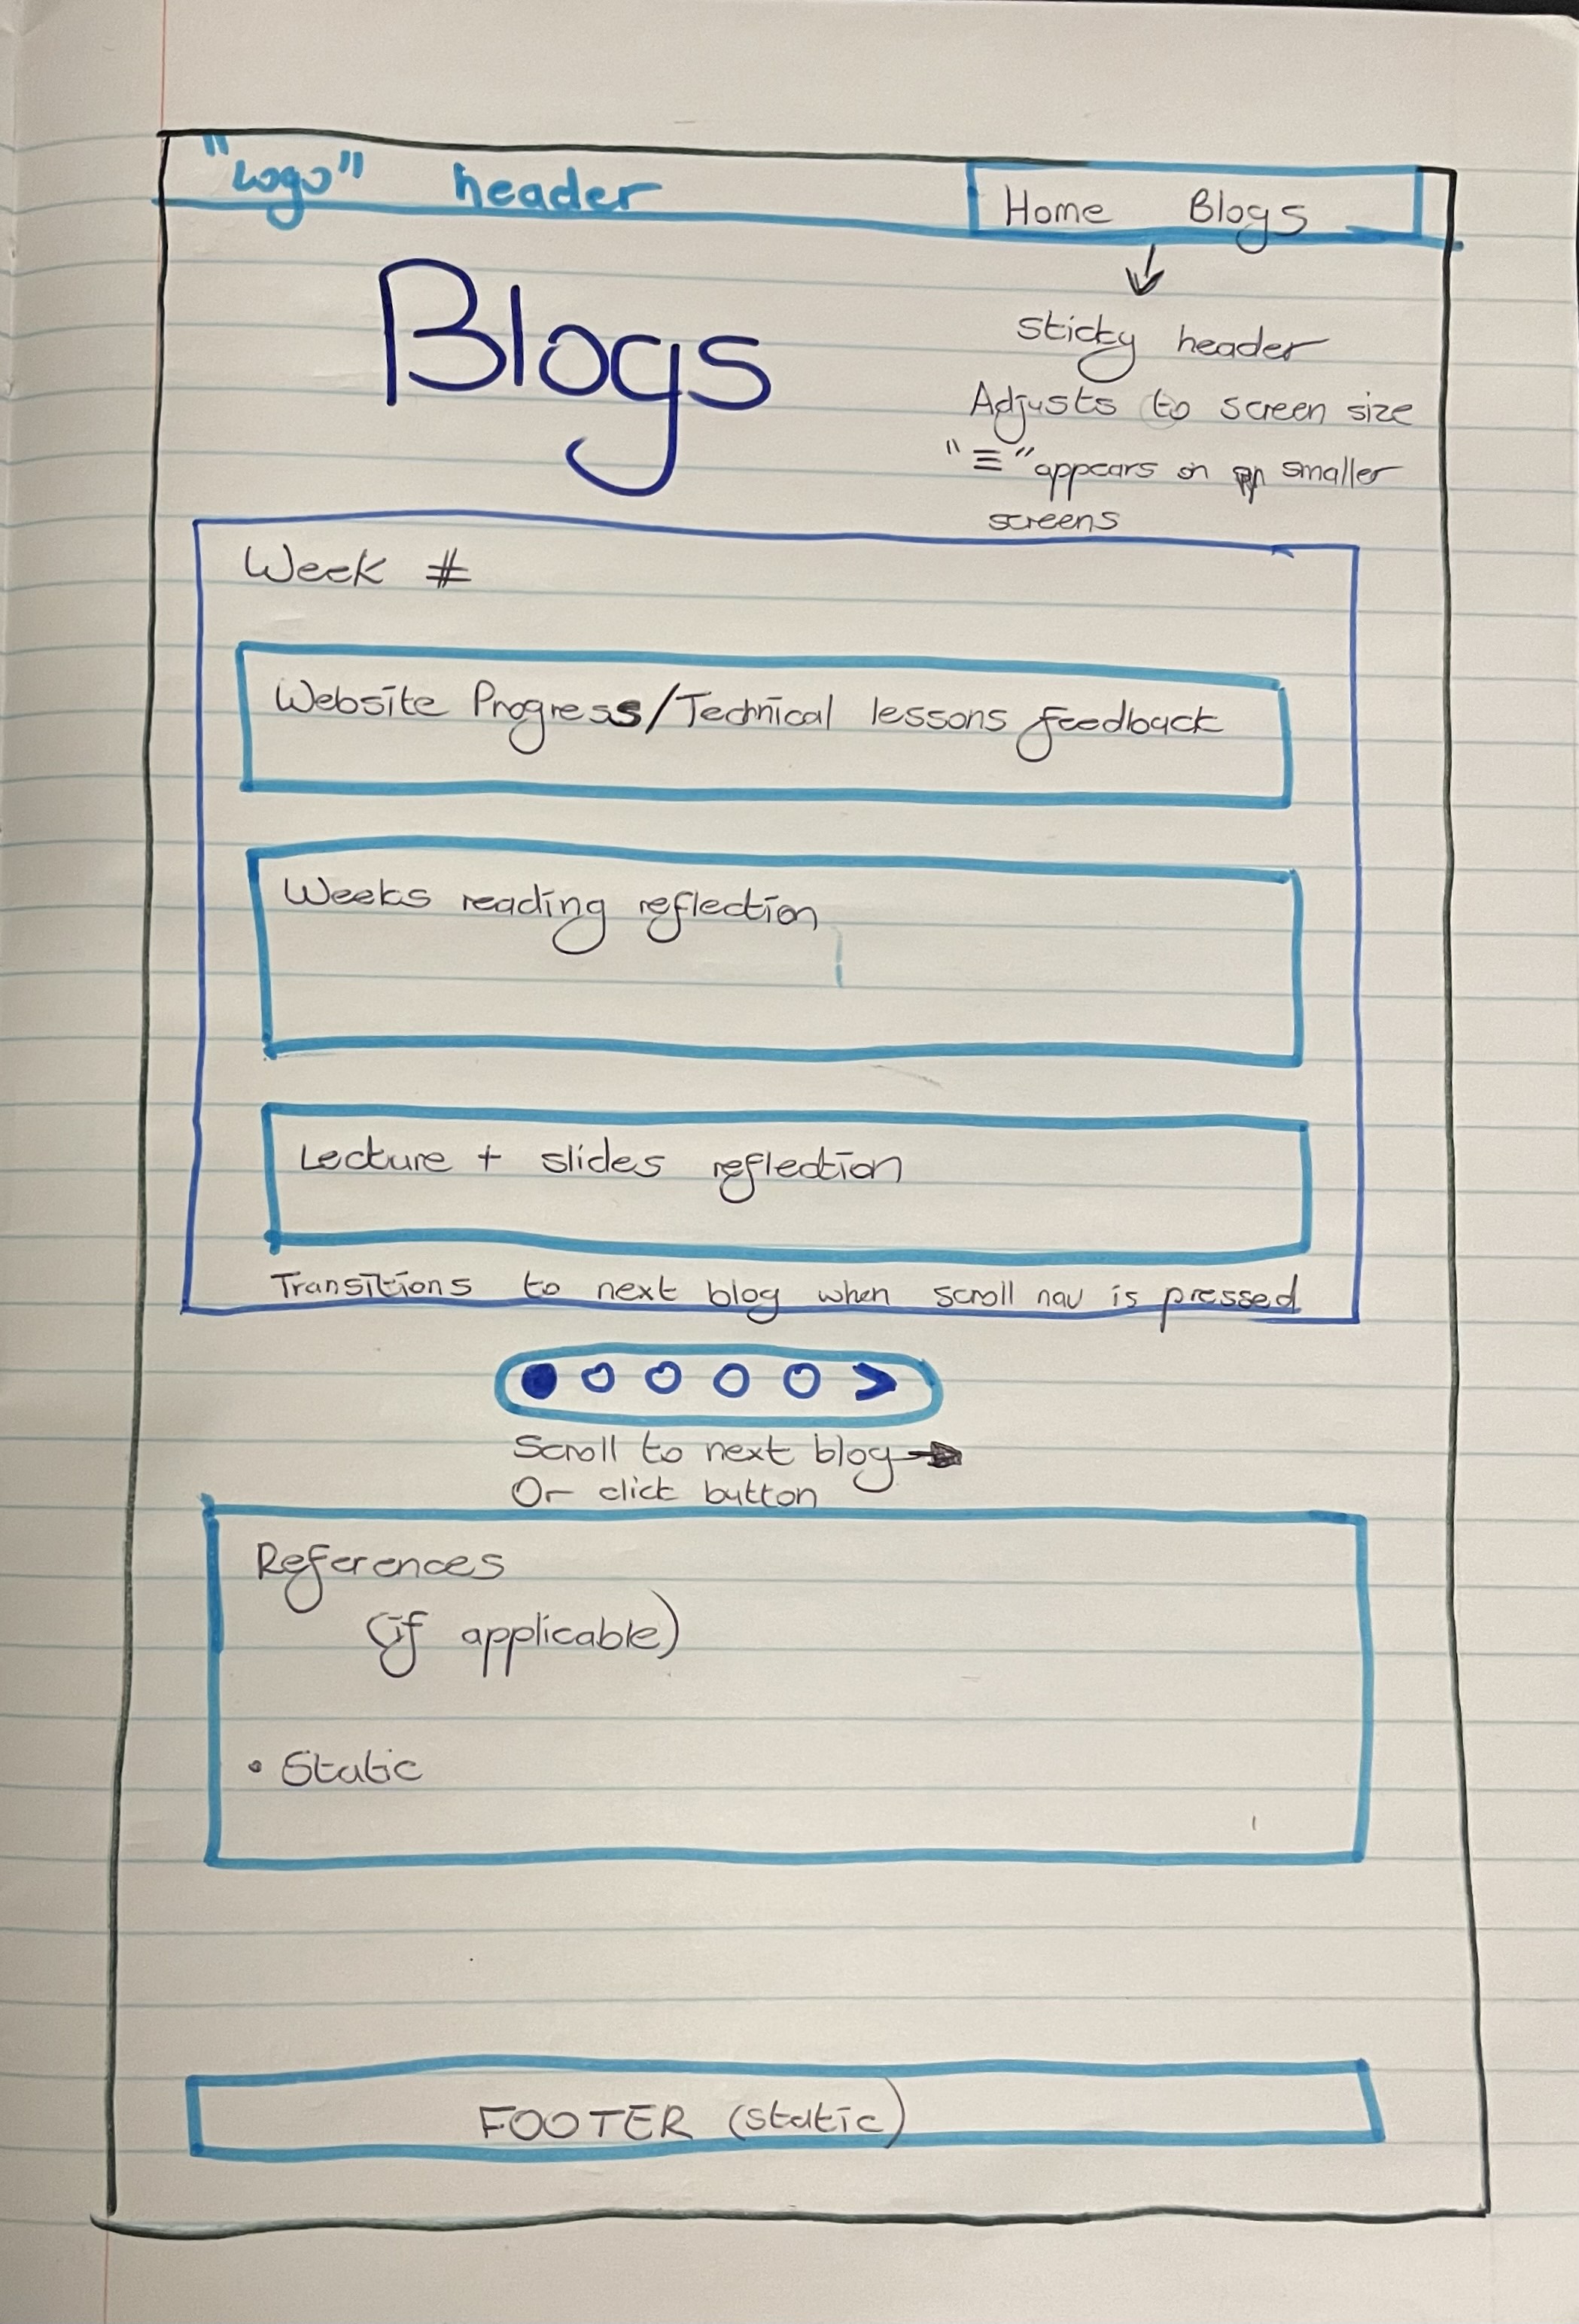 "Logo" header
Home Blogs
Blogs
sticky header
Adjusts to screen size
"≡" appears on smaller
screens
Week #
Website Progress/Technical lessons feedback
Weeks reading reflection
Lecture + slides reflection
Transitions to next blog when scroll nav is pressed
>
Scroll to next blog →
Or click button
References
(if applicable)
• Static
FOOTER (static)